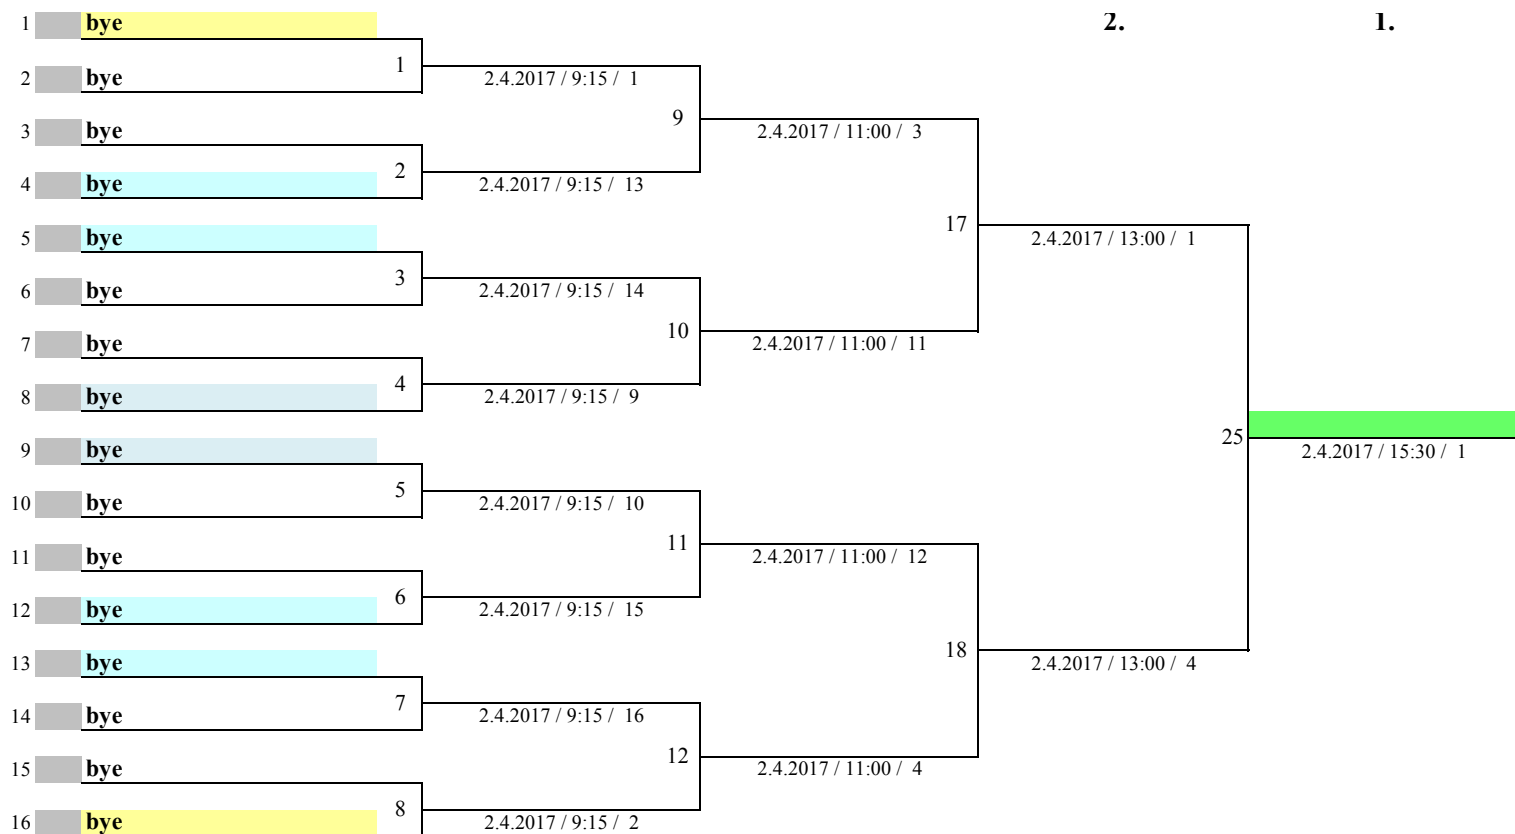 1 bye 2. 1.
1
2 bye 2.4.2017 / 9:15 / 1
9
3 bye 2.4.2017 / 11:00 / 3
2
4 bye 2.4.2017 / 9:15 / 13
17
5 bye 2.4.2017 / 13:00 / 1
3
6 bye 2.4.2017 / 9:15 / 14
10
7 bye 2.4.2017 / 11:00 / 11
4
8 bye 2.4.2017 / 9:15 / 9
25
9 bye 2.4.2017 / 15:30 / 1
5
10 bye 2.4.2017 / 9:15 / 10
11
11 bye 2.4.2017 / 11:00 / 12
6
12 bye 2.4.2017 / 9:15 / 15
18
13 bye 2.4.2017 / 13:00 / 4
7
14 bye 2.4.2017 / 9:15 / 16
12
15 bye 2.4.2017 / 11:00 / 4
8
16 bye 2.4.2017 / 9:15 / 2